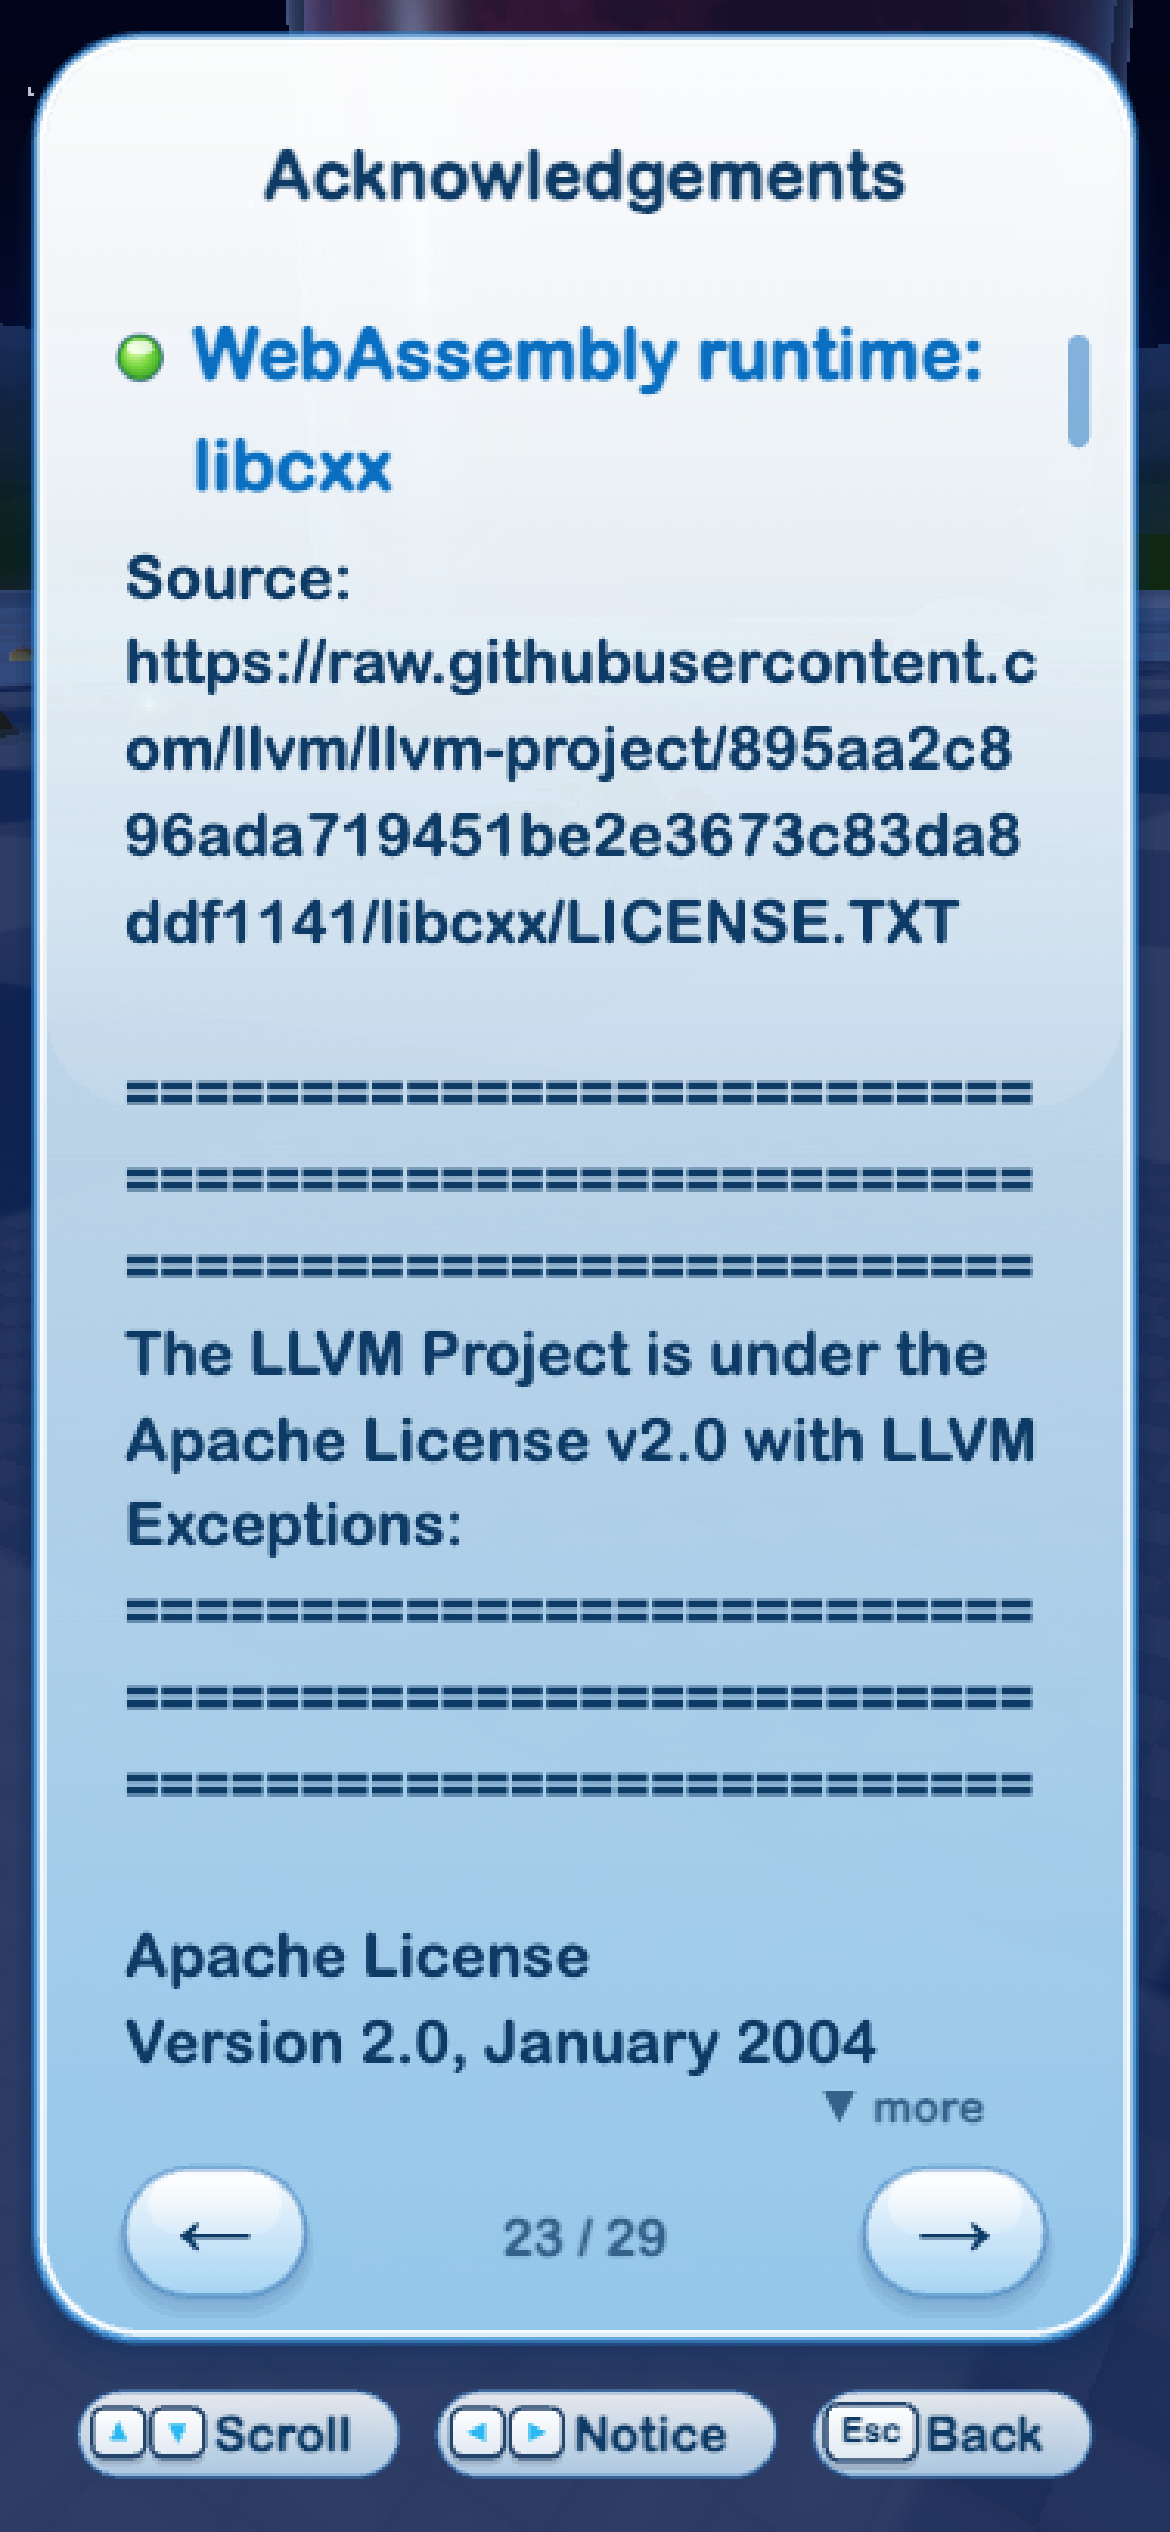 Acknowledgements
WebAssembly runtime:
libcxx
Source:
https://raw.githubusercontent.c
om/llvm/llvm-project/895aa2c8
96ada719451be2e3673c83da8
ddf1141/libcxx/LICENSE.TXT
==========================
==========================
==========================
The LLVM Project is under the
Apache License v2.0 with LLVM
Exceptions:
==========================
==========================
==========================
Apache License
Version 2.0, January 2004
▼ more
← 23 / 29 →
▲ ▼ Scroll ◀ ▶ Notice Esc Back